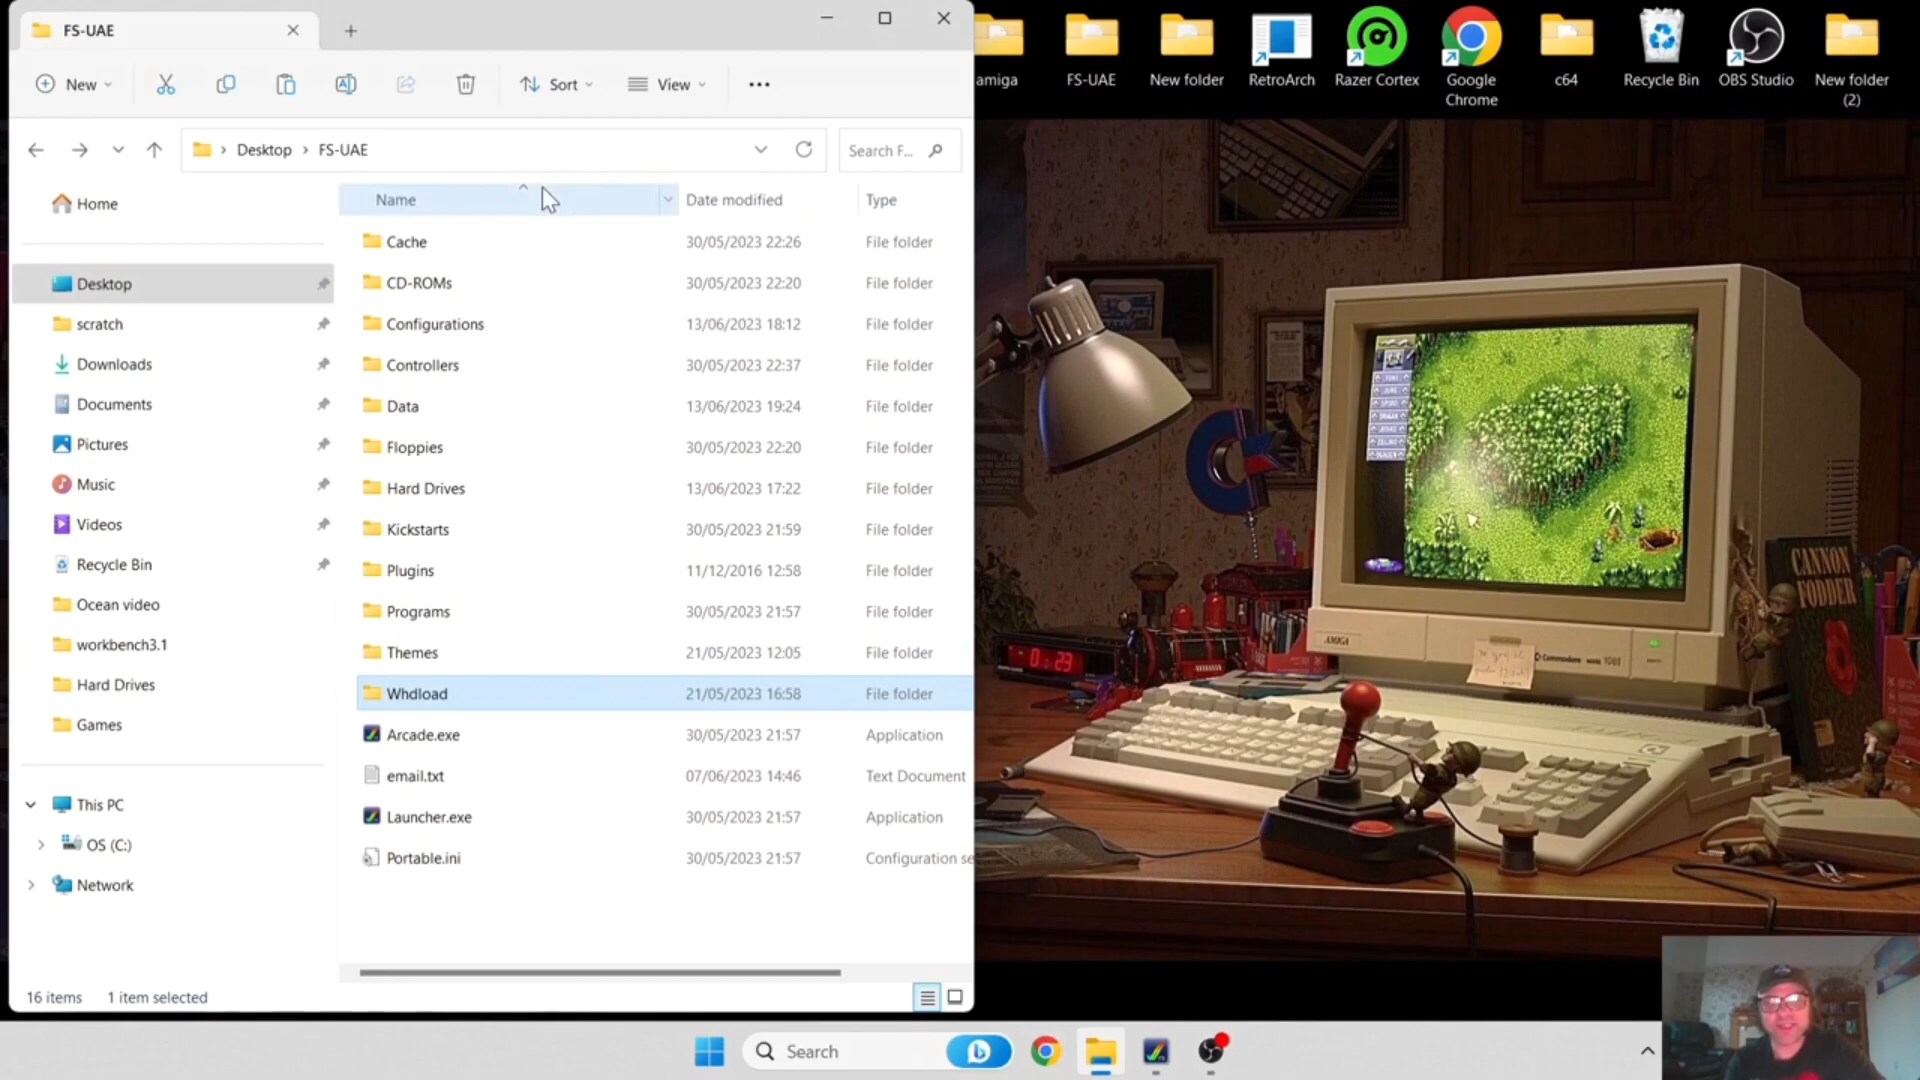 FS-UAE
New
Sort
View
Desktop
FS-UAE
Search F...
Name
Date modified
Type
Home
Desktop
scratch
Downloads
Documents
Pictures
Music
Videos
Recycle Bin
Ocean video
workbench3.1
Hard Drives
Games
This PC
OS (C:)
Network
Cache 30/05/2023 22:26 File folder
CD-ROMs 30/05/2023 22:20 File folder
Configurations 13/06/2023 18:12 File folder
Controllers 30/05/2023 22:37 File folder
Data 13/06/2023 19:24 File folder
Floppies 30/05/2023 22:20 File folder
Hard Drives 13/06/2023 17:22 File folder
Kickstarts 30/05/2023 21:59 File folder
Plugins 11/12/2016 12:58 File folder
Programs 30/05/2023 21:57 File folder
Themes 21/05/2023 12:05 File folder
Whdload 21/05/2023 16:58 File folder
Arcade.exe 30/05/2023 21:57 Application
email.txt 07/06/2023 14:46 Text Document
Launcher.exe 30/05/2023 21:57 Application
Portable.ini 30/05/2023 21:57 Configuration se
16 items 1 item selected
amiga
FS-UAE
New folder
RetroArch
Razer Cortex
Google
Chrome
c64
Recycle Bin
OBS Studio
New folder
(2)
CANNON
FODDER
AMIGA
Commodore
1081
0:23
Search